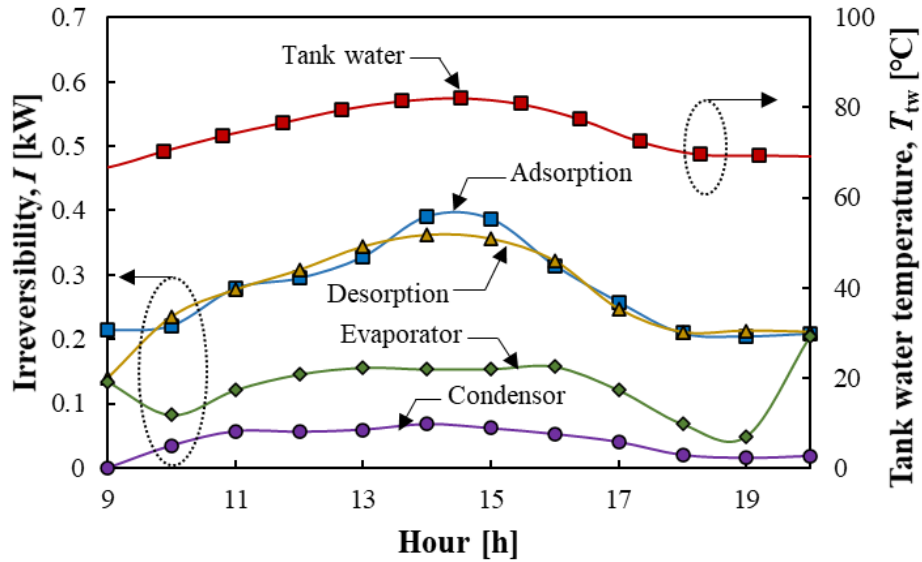 0.7
0.6
0.5
0.4
0.3
0.2
0.1
0
Irreversibility, I [kW]
100
80
60
40
20
0
Tank water temperature, Ttw [°C]
Tank water
Adsorption
Desorption
Evaporator
Condensor
9 11 13 15 17 19
Hour [h]